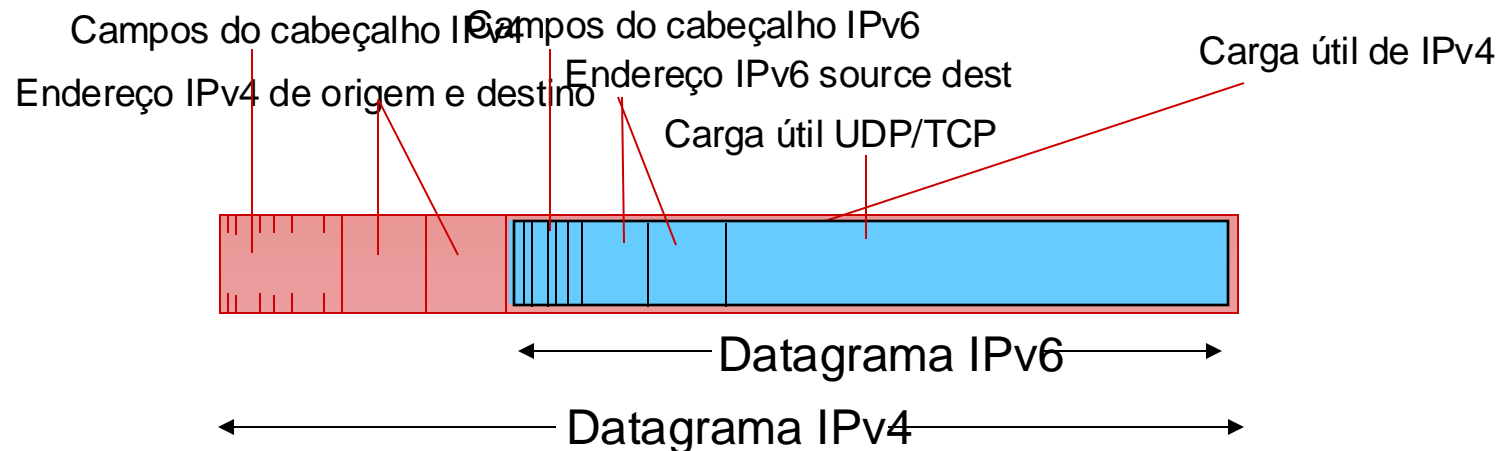 Campos do cabeçalho IPv4
Campos do cabeçalho IPv6
Carga útil de IPv4
Endereço IPv6 source dest
Endereço IPv4 de origem e destino
Carga útil UDP/TCP
Datagrama IPv6
Datagrama IPv4